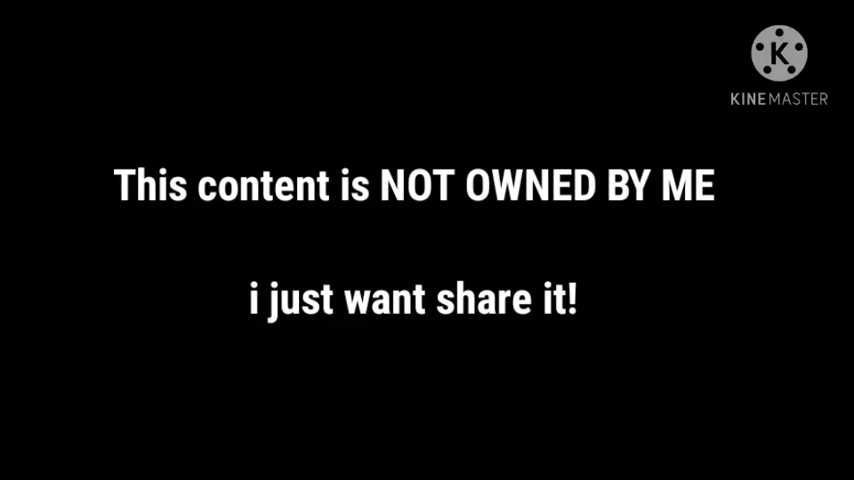 K
KINEMASTER
This content is NOT OWNED BY ME
i just want share it!